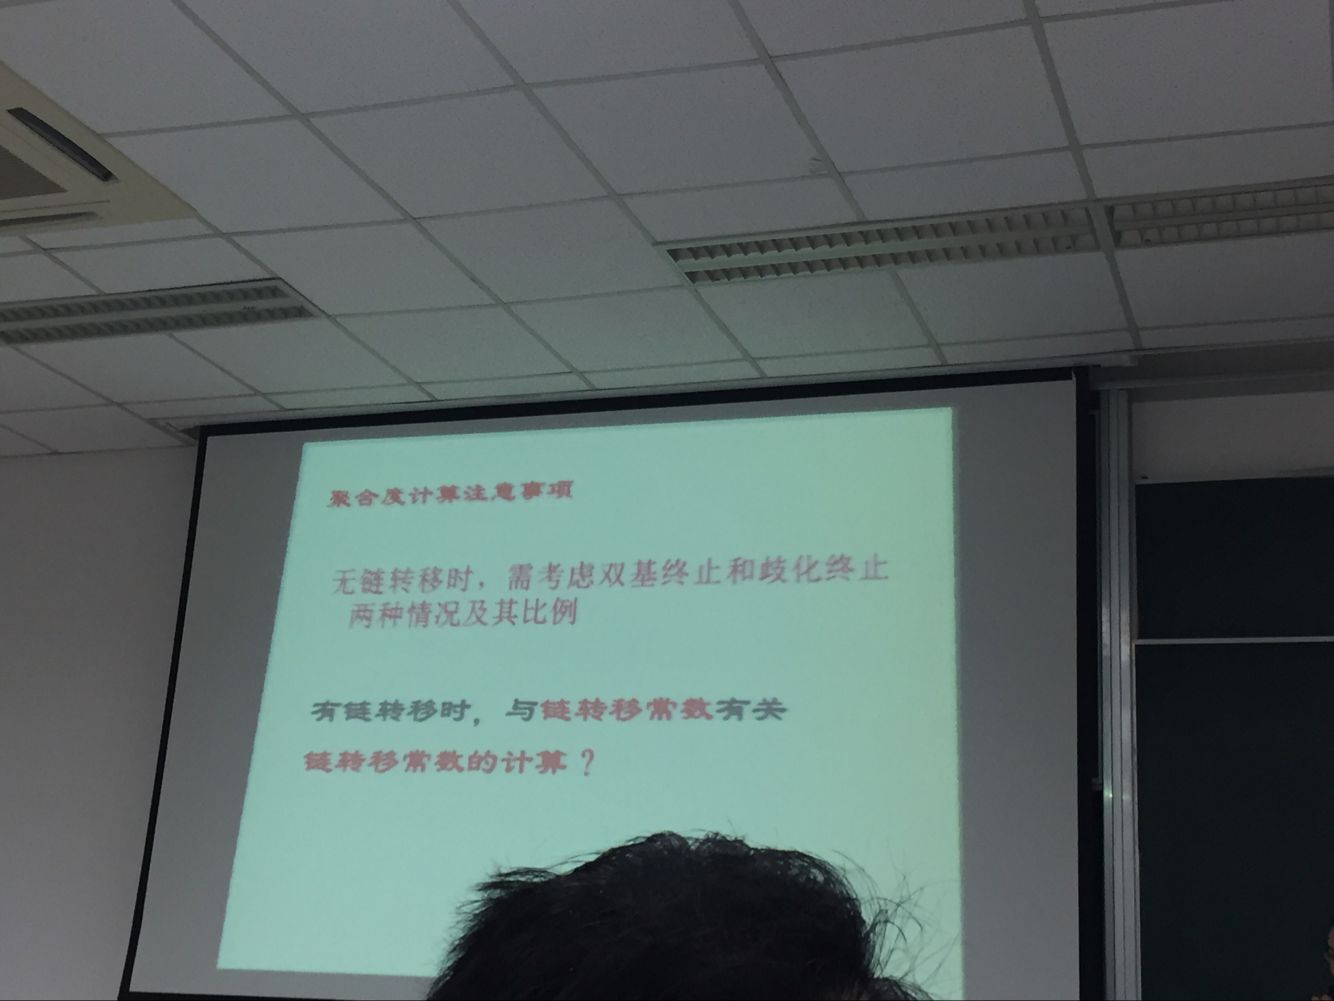 聚合度计算注意事项
无链转移时，需考虑双基终止和歧化终止
两种情况及其比例
有链转移时，与链转移常数有关
链转移常数的计算？